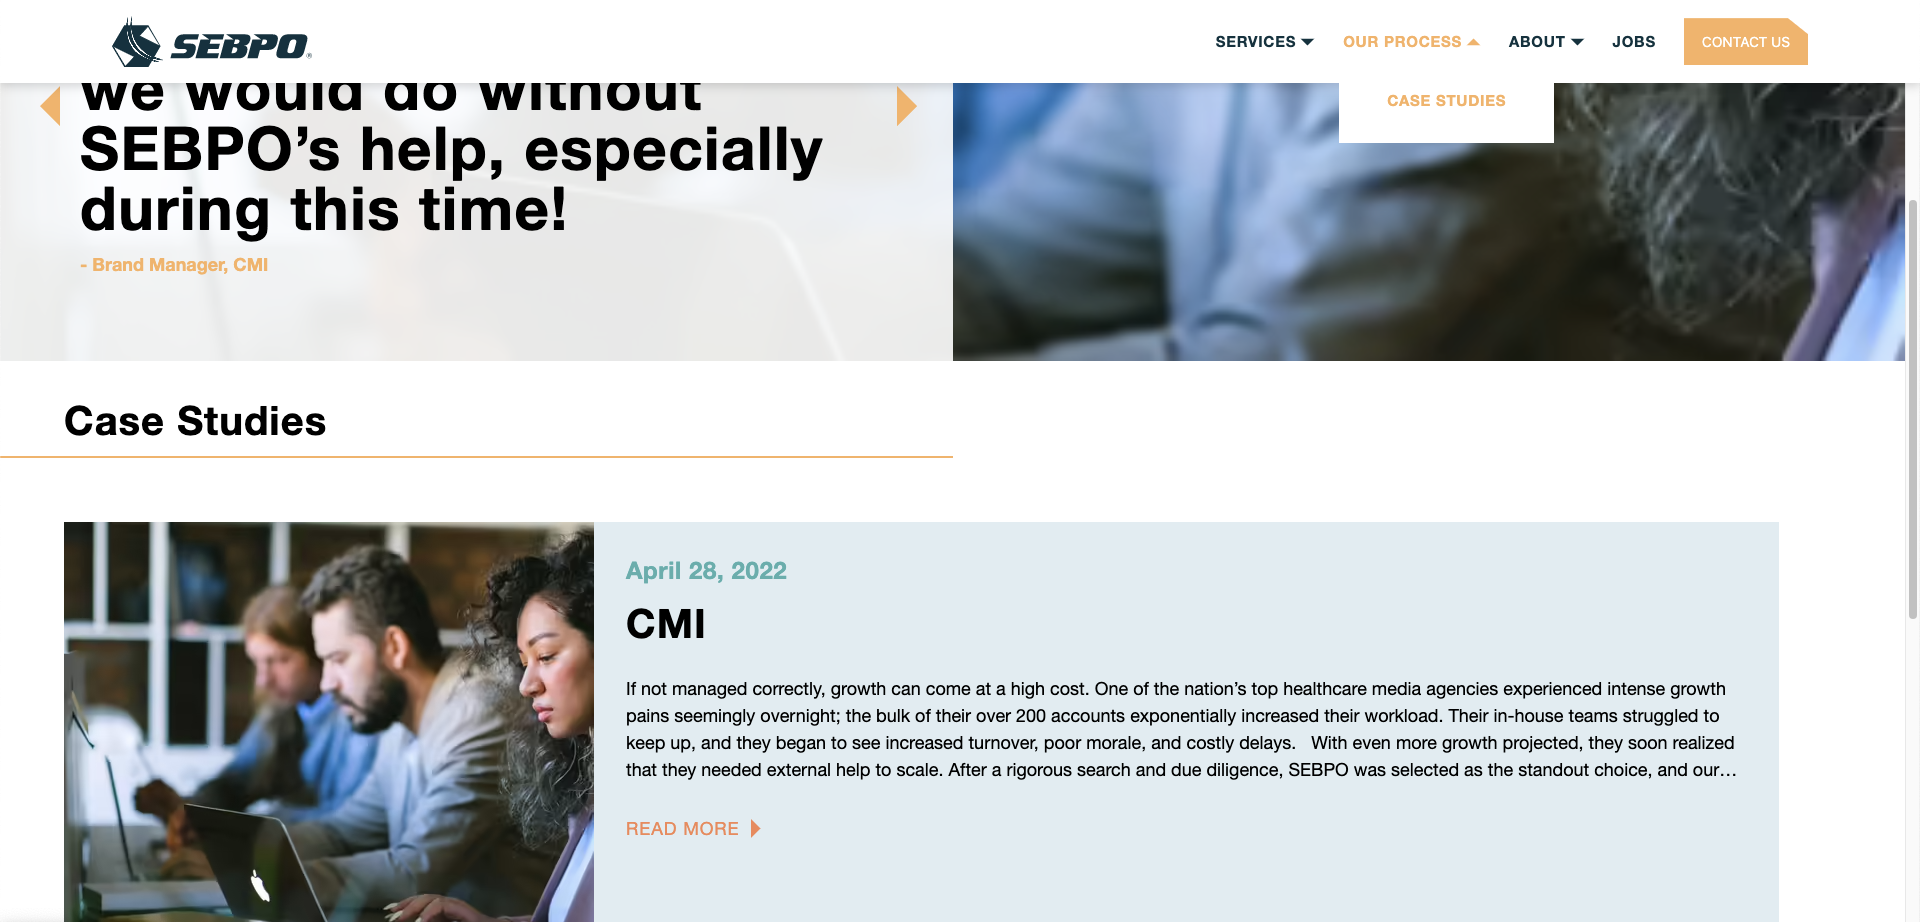 SEBPO®
SERVICES OUR PROCESS ABOUT JOBS CONTACT US
CASE STUDIES
we would do without
SEBPO’s help, especially
during this time!
- Brand Manager, CMI
Case Studies
April 28, 2022
CMI
If not managed correctly, growth can come at a high cost. One of the nation’s top healthcare media agencies experienced intense growth
pains seemingly overnight; the bulk of their over 200 accounts exponentially increased their workload. Their in-house teams struggled to
keep up, and they began to see increased turnover, poor morale, and costly delays.   With even more growth projected, they soon realized
that they needed external help to scale. After a rigorous search and due diligence, SEBPO was selected as the standout choice, and our…
READ MORE